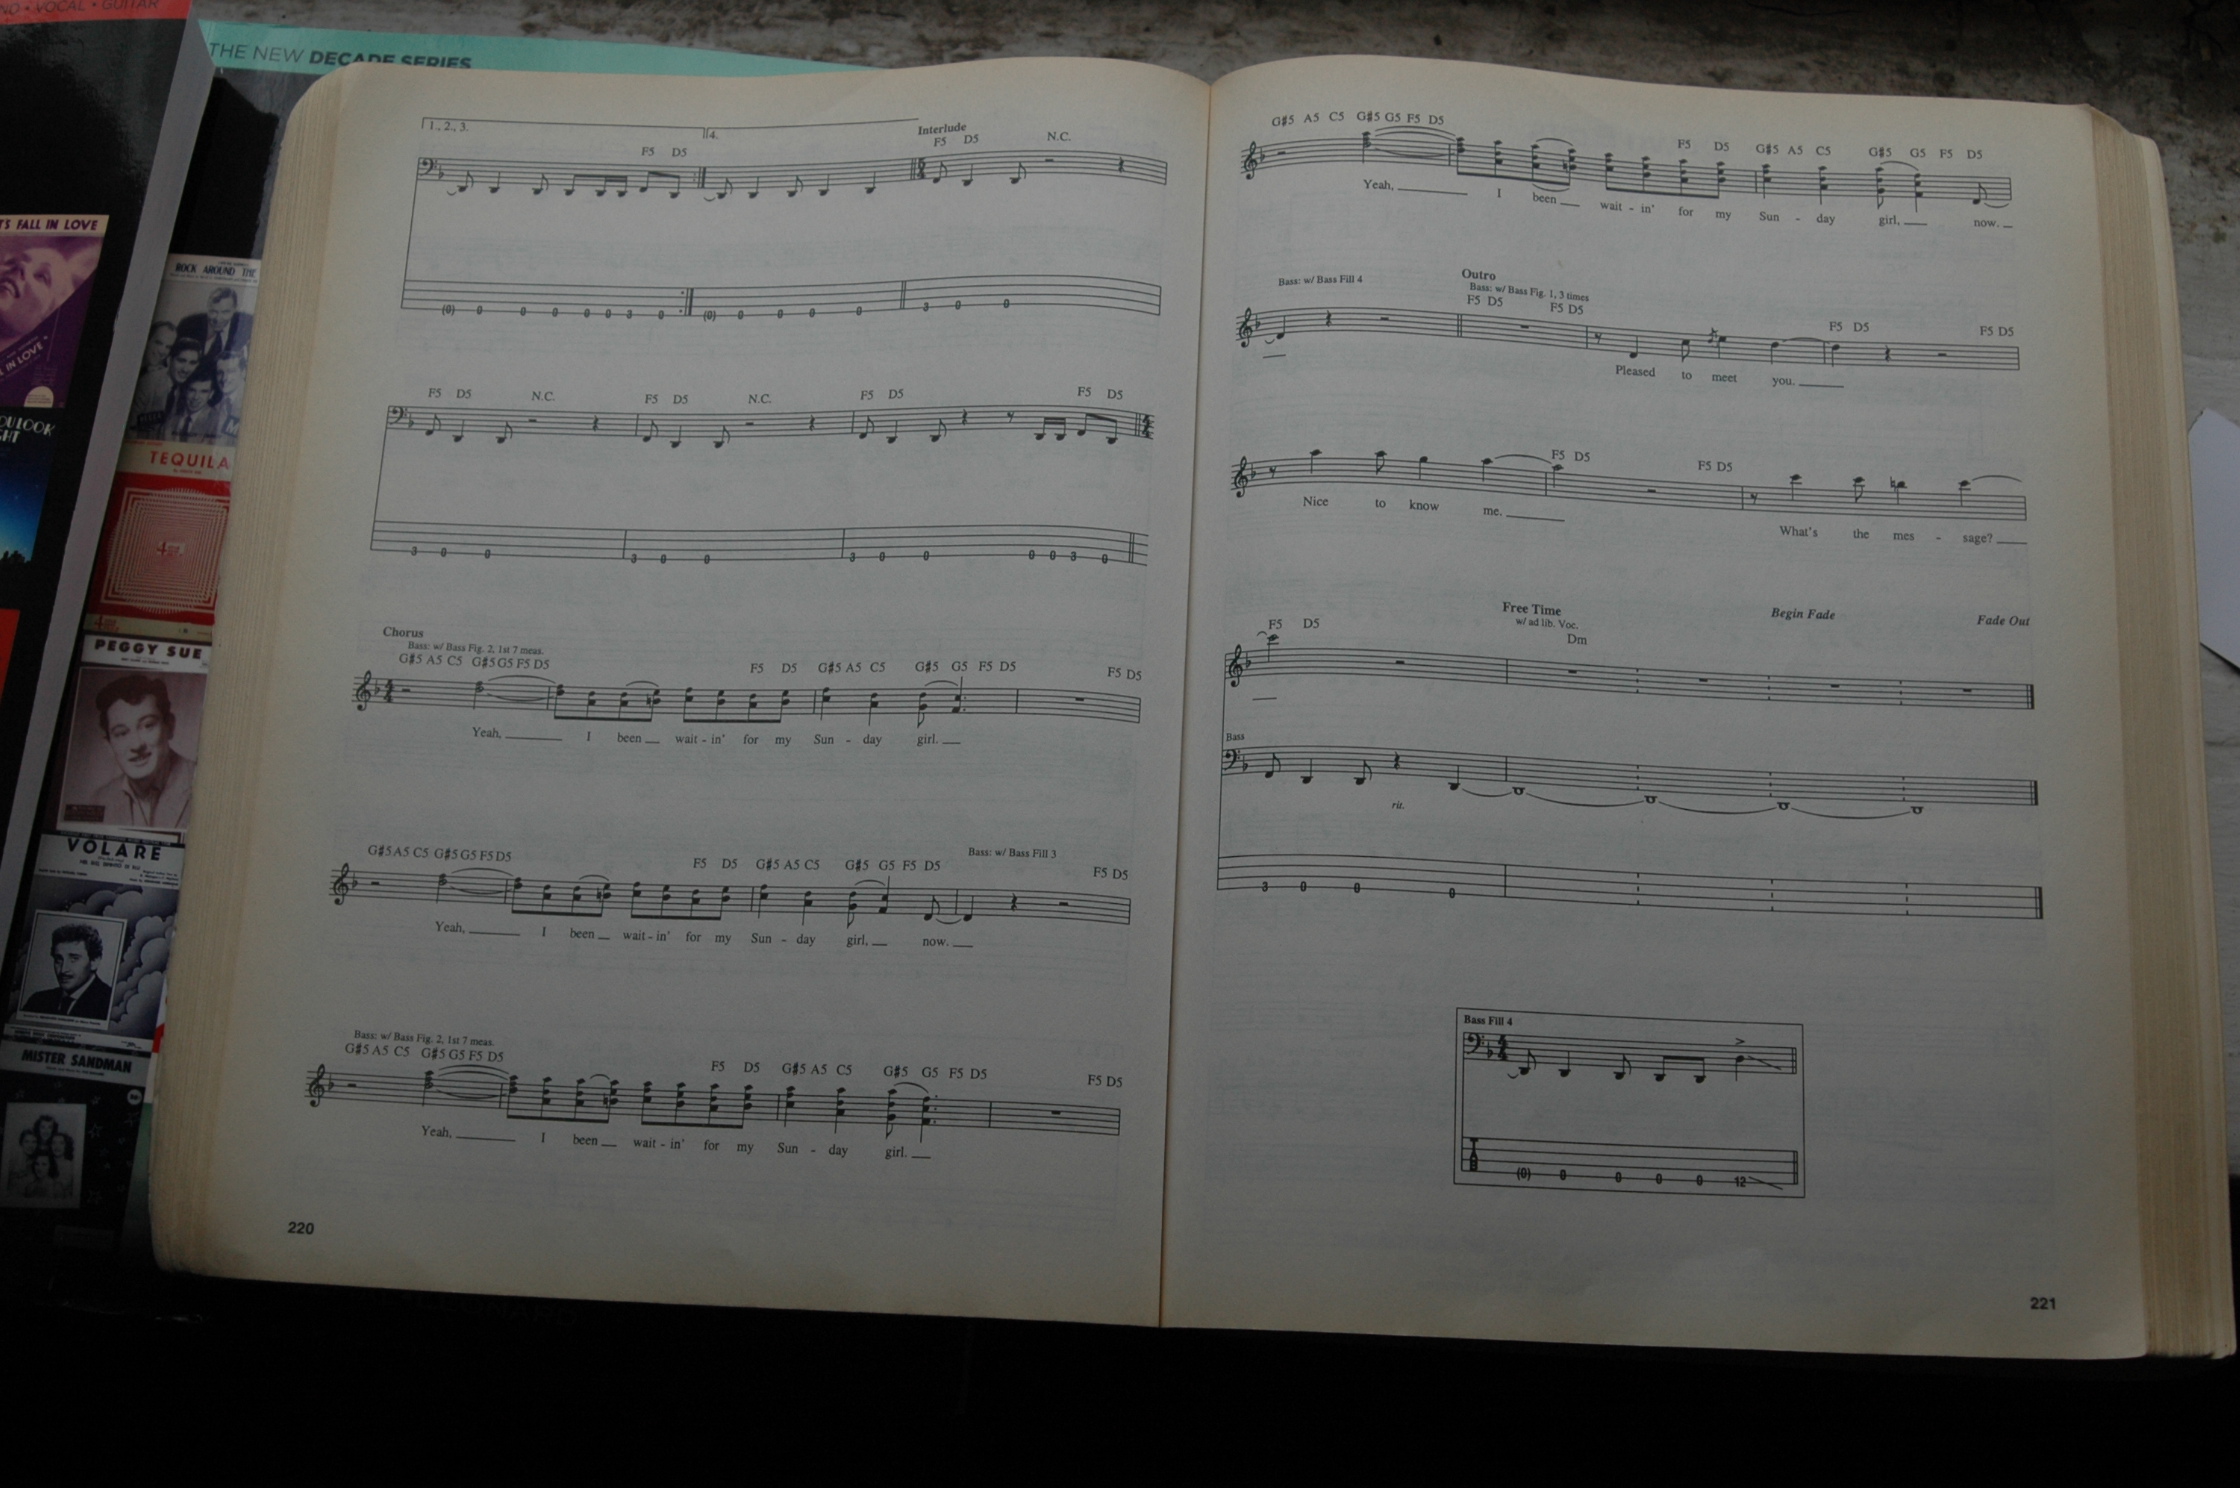 NO • VOCAL • GUITAR
THE NEW DECADE SERIES
TS FALL IN LOVE
IN LOVE
OU LOOK
GHT
ROCK AROUND THE
TEQUILA
PEGGY SUE
VOLARE
MISTER SANDMAN
1., 2., 3.
4.
Interlude
F5 D5 F5 D5 N.C.
(0) 0 0 0 0 0 3 0 (0) 0 0 0 0 3 0 0
F5 D5 N.C. F5 D5 N.C. F5 D5 F5 D5
3 0 0 3 0 0 3 0 0 0 0 3 0
Chorus
Bass: w/ Bass Fig. 2, 1st 7 meas.
G#5 A5 C5 G#5 G5 F5 D5 F5 D5 G#5 A5 C5 G#5 G5 F5 D5 F5 D5
4
4
Yeah, I been wait - in' for my Sun - day girl.
Bass: w/ Bass Fill 3
G#5 A5 C5 G#5 G5 F5 D5 F5 D5 G#5 A5 C5 G#5 G5 F5 D5 F5 D5
Yeah, I been wait - in' for my Sun - day girl, now.
Bass: w/ Bass Fig. 2, 1st 7 meas.
G#5 A5 C5 G#5 G5 F5 D5 F5 D5 G#5 A5 C5 G#5 G5 F5 D5 F5 D5
Yeah, I been wait - in' for my Sun - day girl.
220
G#5 A5 C5 G#5 G5 F5 D5 F5 D5 G#5 A5 C5 G#5 G5 F5 D5
Yeah, I been wait - in' for my Sun - day girl, now.
Bass: w/ Bass Fill 4
Outro
Bass: w/ Bass Fig. 1, 3 times
F5 D5 F5 D5 F5 D5 F5 D5
Pleased to meet you.
F5 D5 F5 D5
Nice to know me. What's the mes - sage?
Free Time
w/ ad lib. Voc.
Begin Fade
Fade Out
F5 D5 Dm
Bass
rit.
3 0 0 0
Bass Fill 4
4
4
(0) 0 0 0 0 12
221